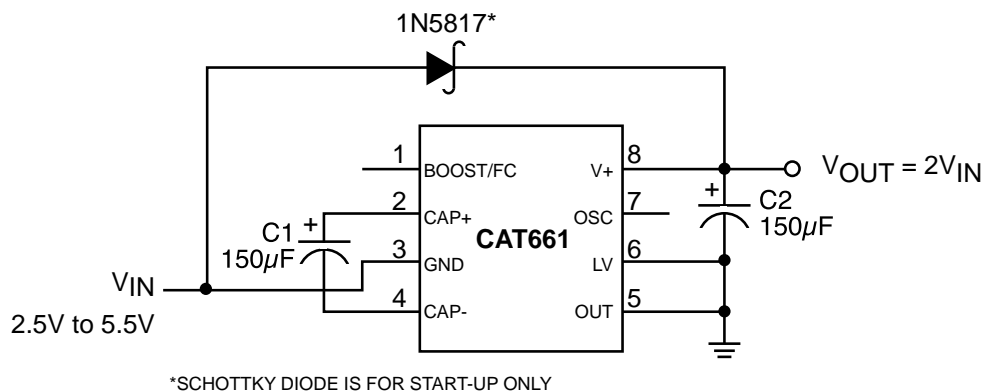 1N5817*
1 BOOST/FC V+ 8
VOUT = 2VIN
2 CAP+ OSC 7
C1
150µF
CAT661
C2
150µF
3 GND LV 6
VIN
2.5V to 5.5V
4 CAP- OUT 5
*SCHOTTKY DIODE IS FOR START-UP ONLY